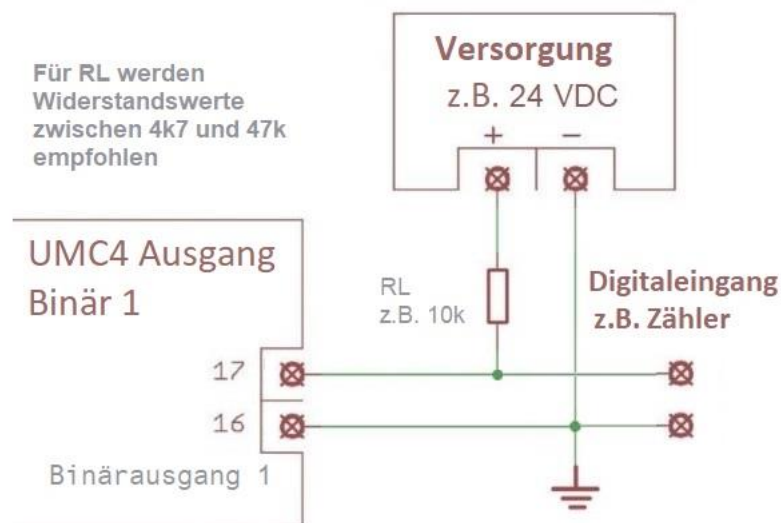 Für RL werden
Widerstandswerte
zwischen 4k7 und 47k
empfohlen
Versorgung
z.B. 24 VDC
+ −
UMC4 Ausgang
Binär 1
RL
z.B. 10k
Digitaleingang
z.B. Zähler
17
16
Binärausgang 1